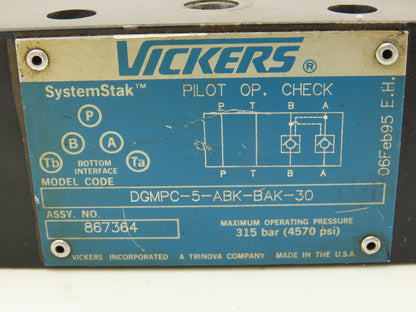 VICKERS®
SystemStak™
PILOT OP. CHECK
P T B A
P
B A
Tb Ta
BOTTOM
INTERFACE
P T B A
06Feb95 E.H.
MODEL CODE
DGMPC-5-ABK-BAK-30
ASSY. NO.
867364
MAXIMUM OPERATING PRESSURE
315 bar (4570 psi)
VICKERS INCORPORATED A TRINOVA COMPANY MADE IN THE U.S.A.